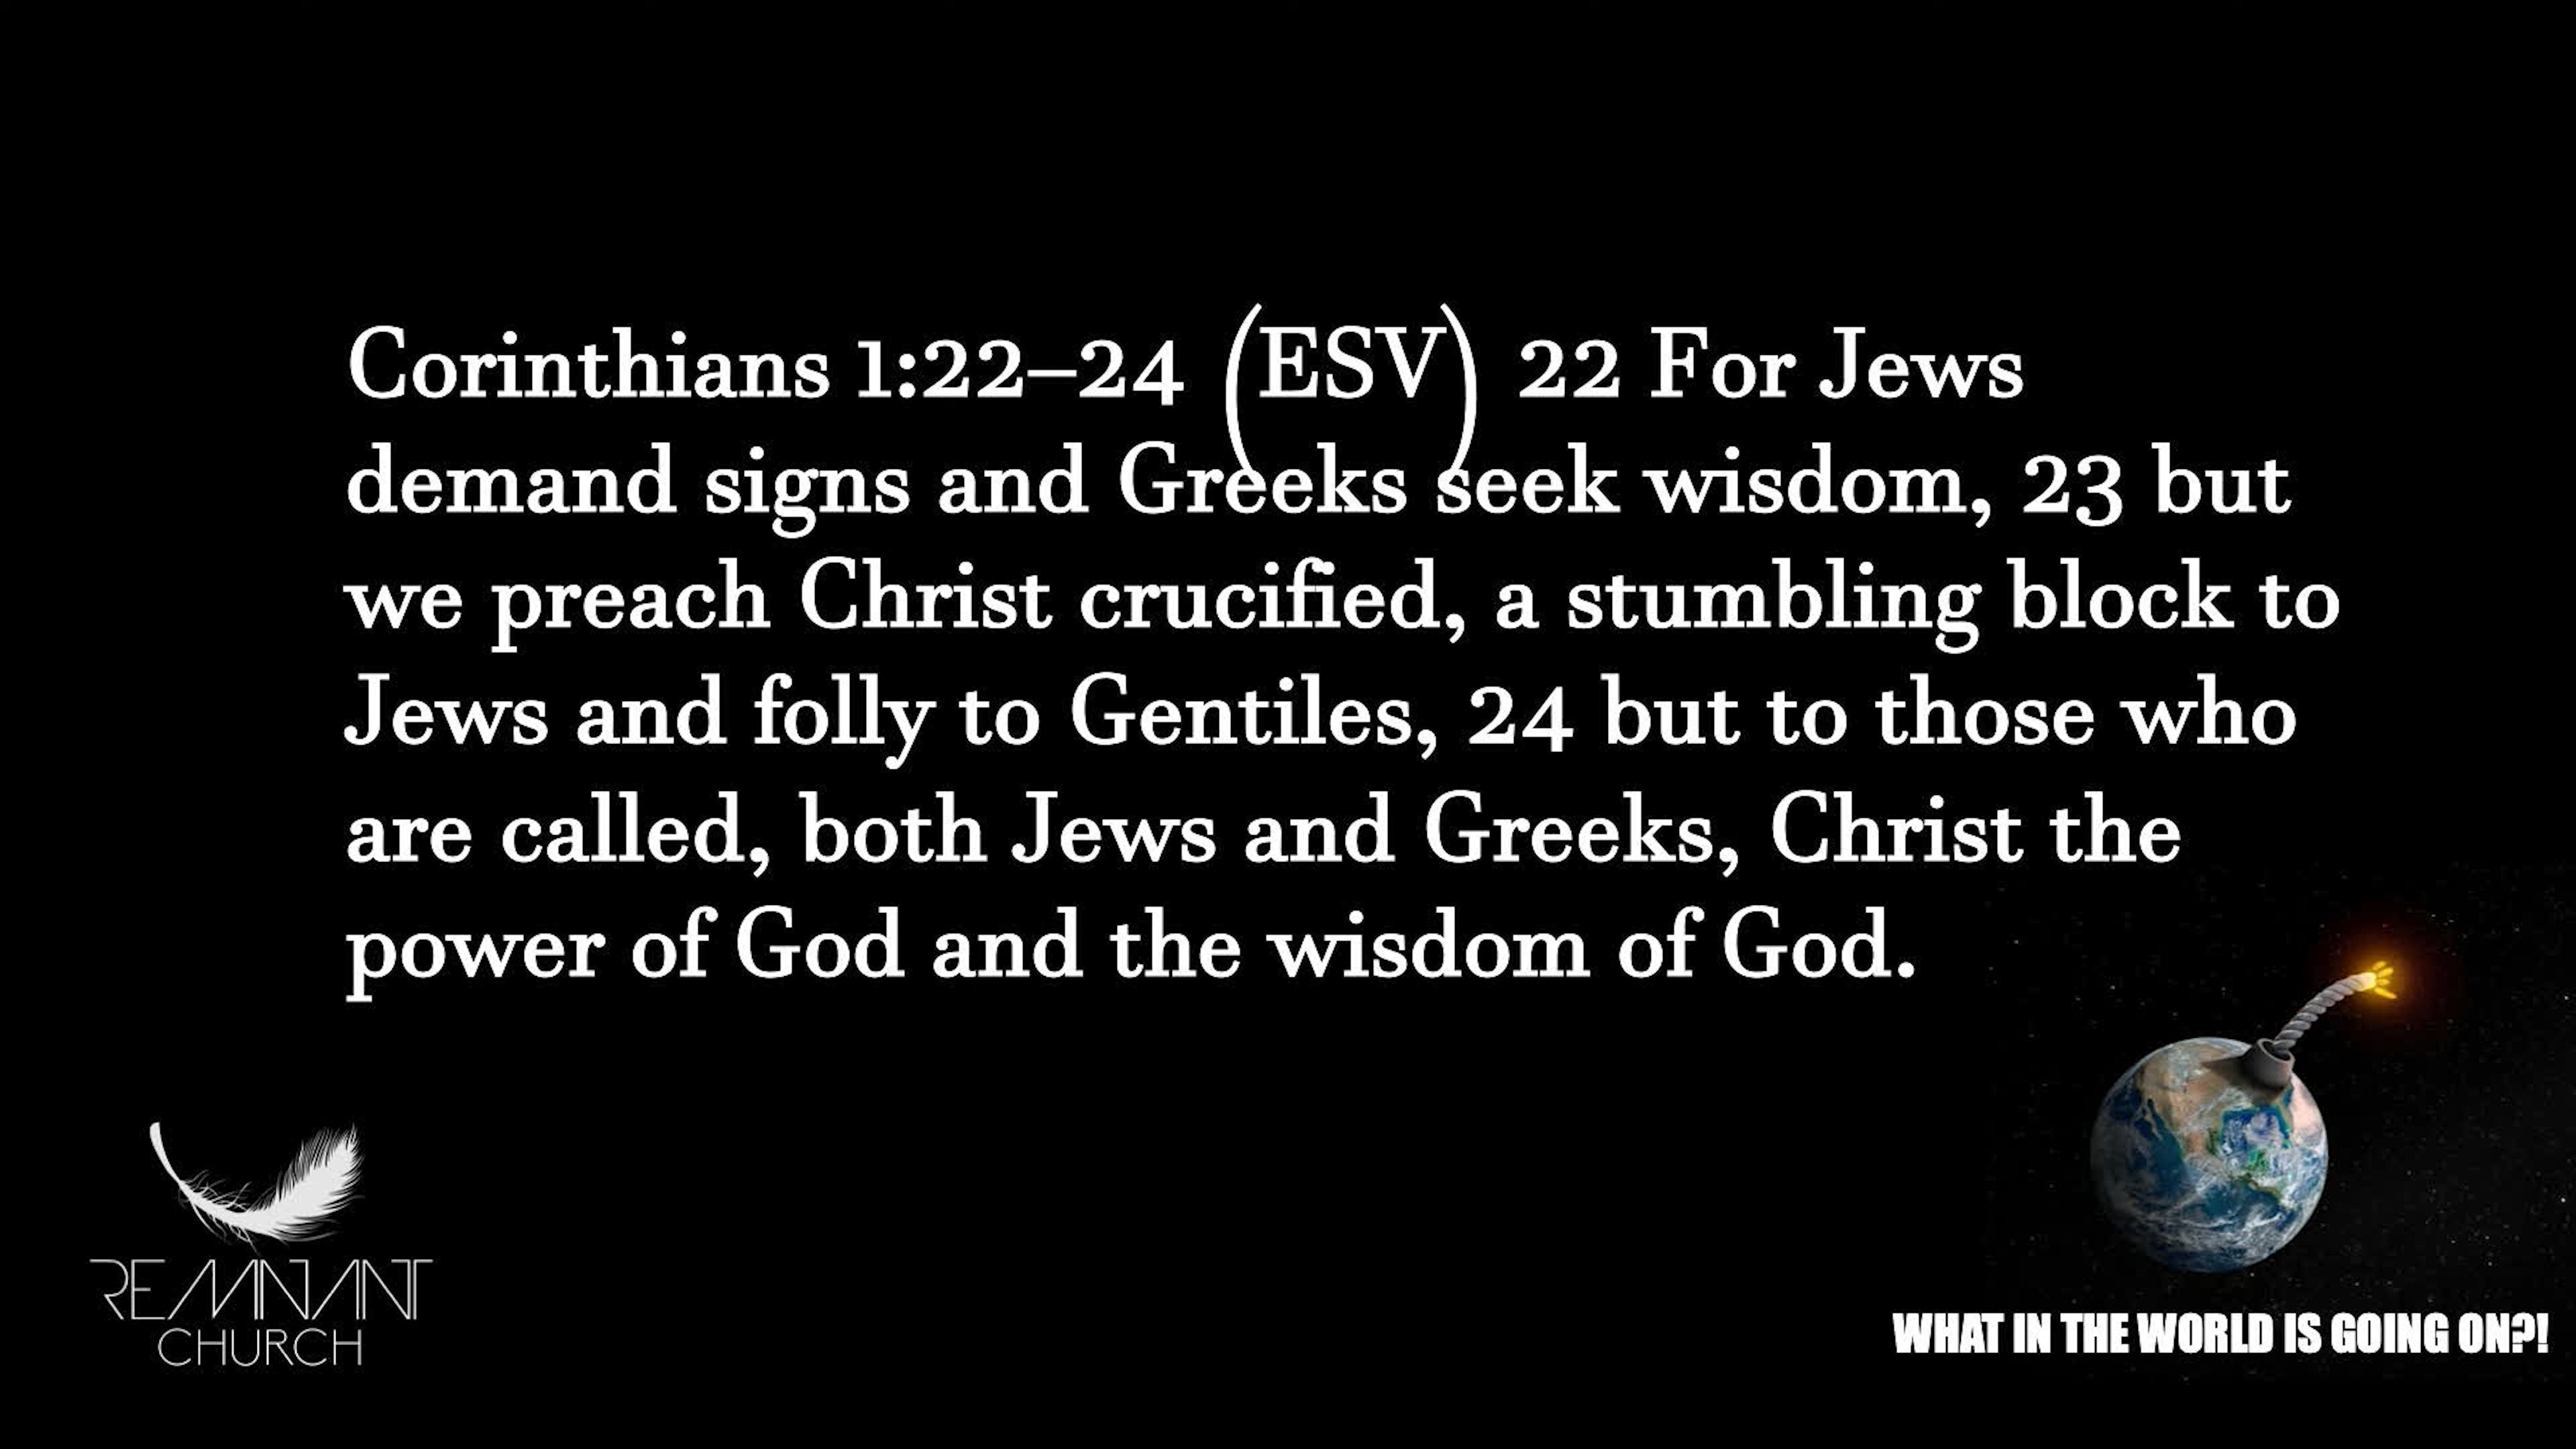 Corinthians 1:22–24 (ESV) 22 For Jews
demand signs and Greeks seek wisdom, 23 but
we preach Christ crucified, a stumbling block to
Jews and folly to Gentiles, 24 but to those who
are called, both Jews and Greeks, Christ the
power of God and the wisdom of God.
REMNANT
CHURCH
WHAT IN THE WORLD IS GOING ON?!